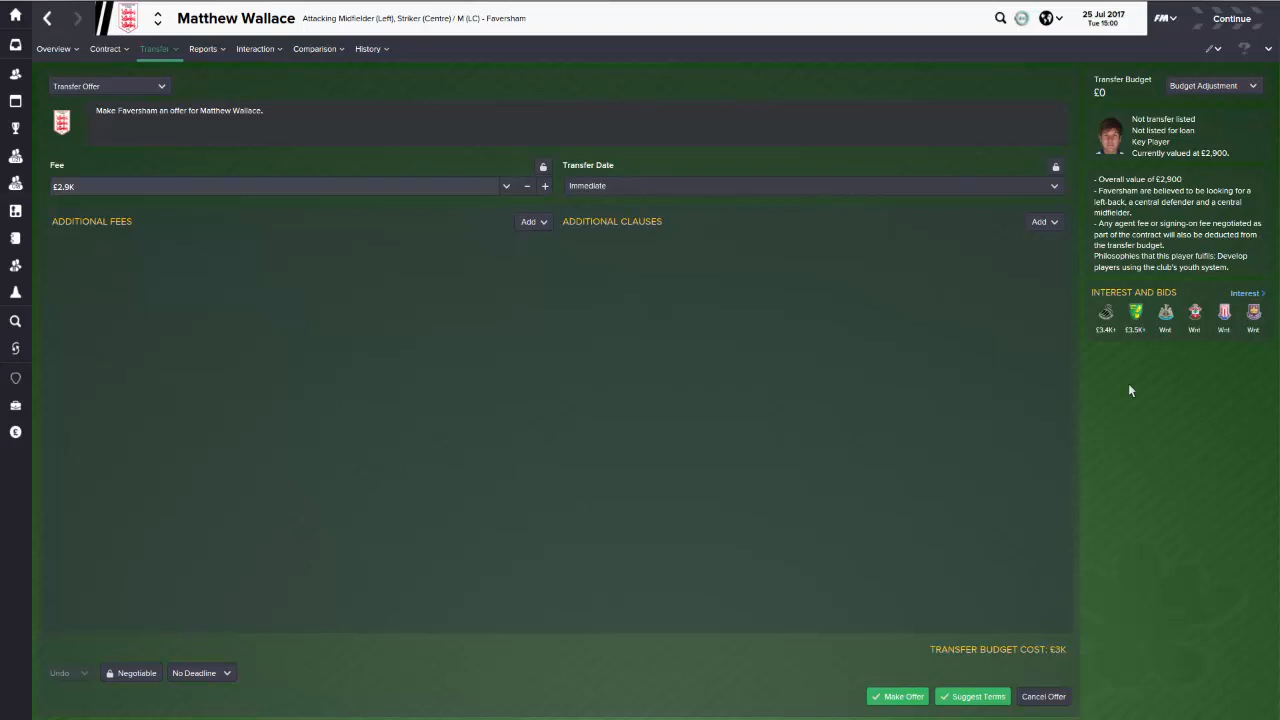 Matthew Wallace
Attacking Midfielder (Left), Striker (Centre) / M (LC) - Faversham
25 Jul 2017
Tue 15:00
FM
Continue
Overview
Contract
Transfer
Reports
Interaction
Comparison
History
Transfer Offer
Make Faversham an offer for Matthew Wallace.
Fee
£2.9K
Transfer Date
Immediate
ADDITIONAL FEES
Add
ADDITIONAL CLAUSES
Add
Transfer Budget
£0
Budget Adjustment
Not transfer listed
Not listed for loan
Key Player
Currently valued at £2,900.
- Overall value of £2,900
- Faversham are believed to be looking for a
left-back, a central defender and a central
midfielder.
- Any agent fee or signing-on fee negotiated as
part of the contract will also be deducted from
the transfer budget.
Philosophies that this player fulfils: Develop
players using the club's youth system.
INTEREST AND BIDS
Interest >
£3.4K+ £3.5K+ Wnt Wnt Wnt Wnt
TRANSFER BUDGET COST: £3K
Undo
Negotiable
No Deadline
Make Offer
Suggest Terms
Cancel Offer